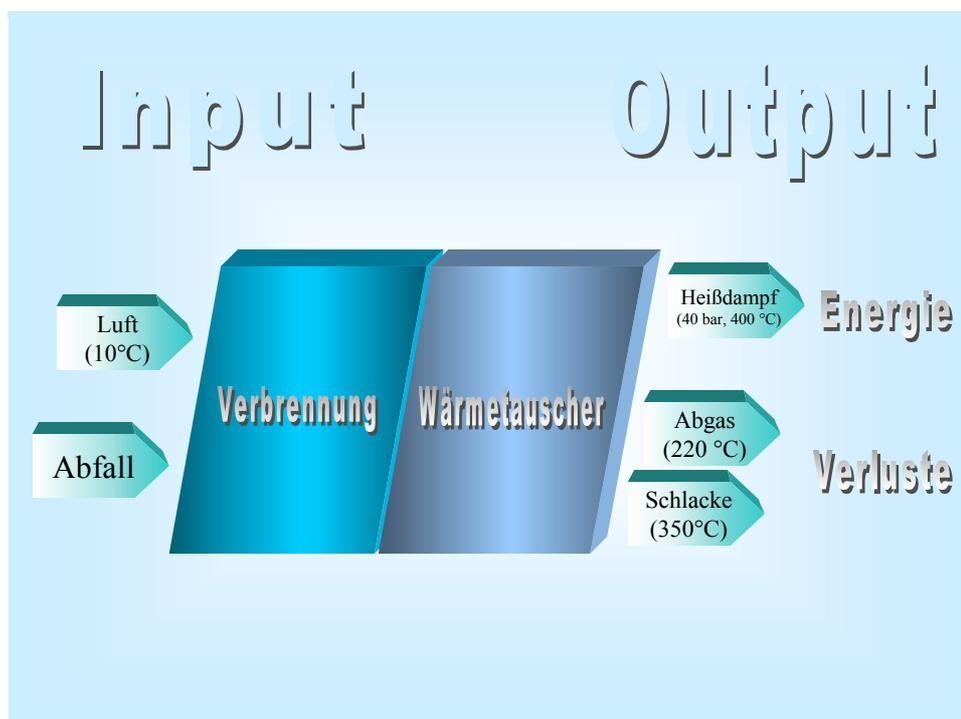 Input
Output
Luft
(10°C)
Abfall
Verbrennung
Wärmetauscher
Heißdampf
(40 bar, 400 °C)
Energie
Abgas
(220 °C)
Schlacke
(350°C)
Verluste